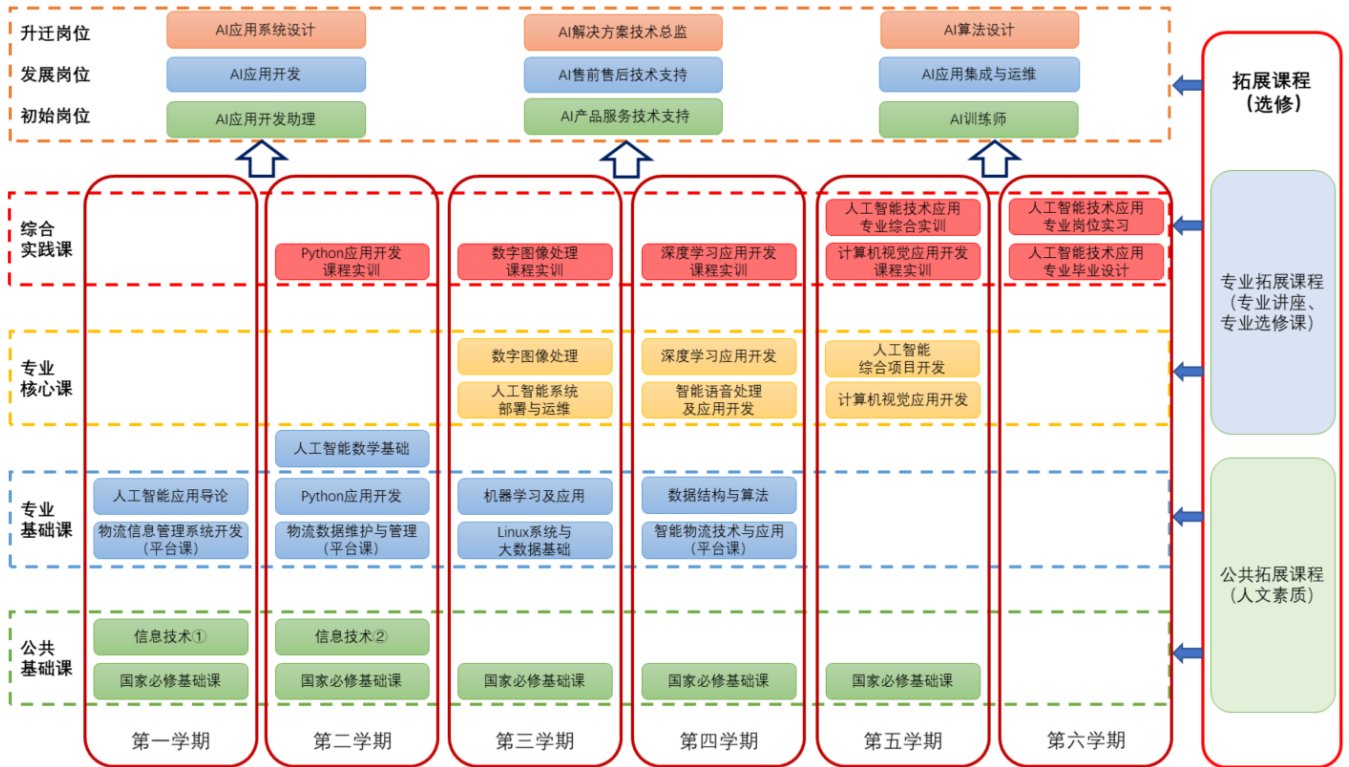 升迁岗位
AI应用系统设计
AI解决方案技术总监
AI算法设计
发展岗位
AI应用开发
AI售前售后技术支持
AI应用集成与运维
初始岗位
AI应用开发助理
AI产品服务技术支持
AI训练师
拓展课程
(选修)
综合
实践课
Python应用开发
课程实训
数字图像处理
课程实训
深度学习应用开发
课程实训
人工智能技术应用
专业综合实训
计算机视觉应用开发
课程实训
人工智能技术应用
专业岗位实习
人工智能技术应用
专业毕业设计
专业
核心课
数字图像处理
人工智能系统
部署与运维
深度学习应用开发
智能语音处理
及应用开发
人工智能
综合项目开发
计算机视觉应用开发
专业拓展课程
(专业讲座、
专业选修课)
专业
基础课
人工智能应用导论
物流信息管理系统开发
(平台课)
人工智能数学基础
Python应用开发
物流数据维护与管理
(平台课)
机器学习及应用
Linux系统与
大数据基础
数据结构与算法
智能物流技术与应用
(平台课)
公共拓展课程
(人文素质)
公共
基础课
信息技术①
国家必修基础课
信息技术②
国家必修基础课
国家必修基础课
国家必修基础课
国家必修基础课
第一学期
第二学期
第三学期
第四学期
第五学期
第六学期